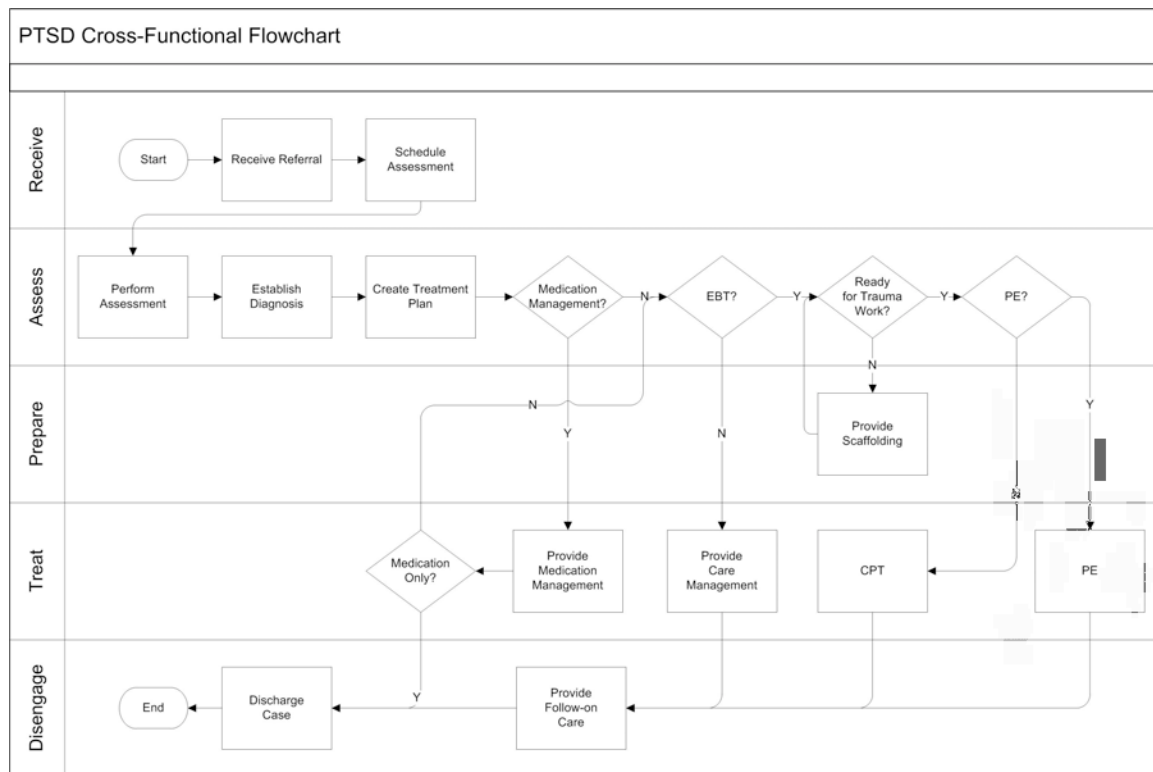 PTSD Cross-Functional Flowchart
Receive
Start
Receive Referral
Schedule
Assessment
Assess
Perform
Assessment
Establish
Diagnosis
Create Treatment
Plan
Medication
Management?
N
EBT?
Y
Ready
for Trauma
Work?
Y
PE?
N
Prepare
N
Y
N
Y
Provide
Scaffolding
Treat
Medication
Only?
Provide
Medication
Management
Provide
Care
Management
CPT
PE
Disengage
End
Discharge
Case
Y
Provide
Follow-on
Care